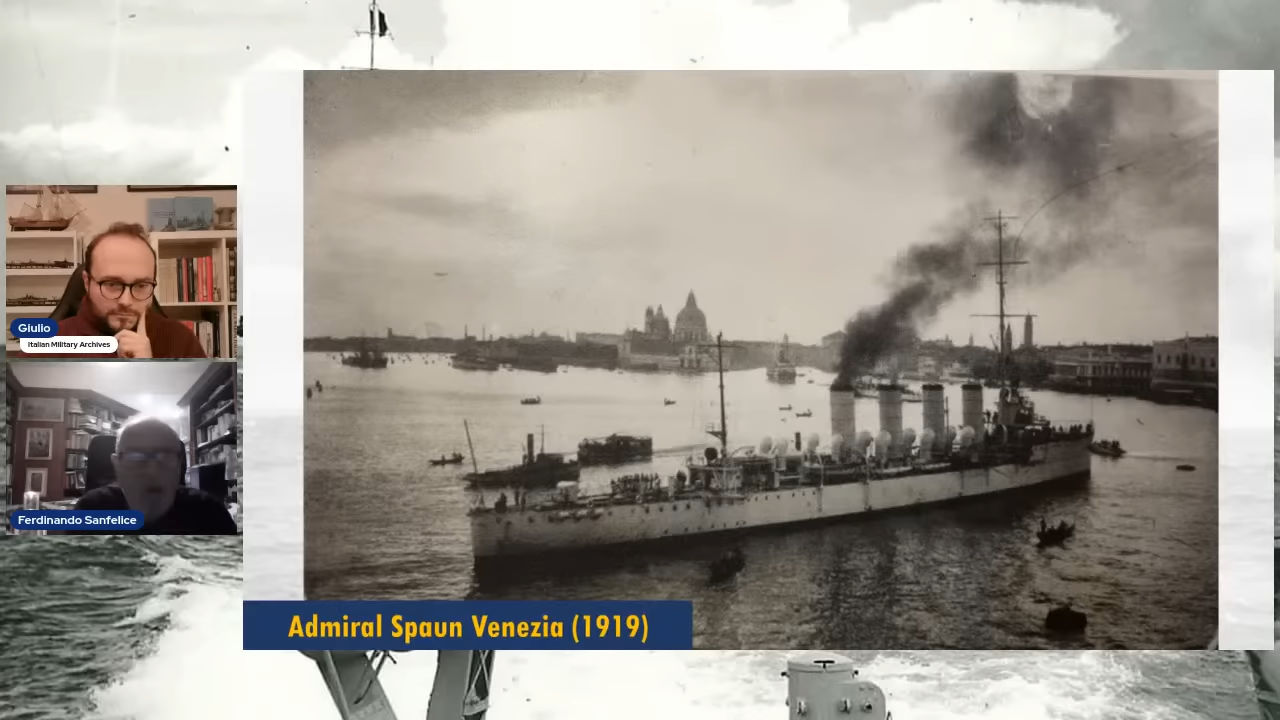 Giulio
Italian Military Archives
Ferdinando Sanfelice
Admiral Spaun Venezia (1919)